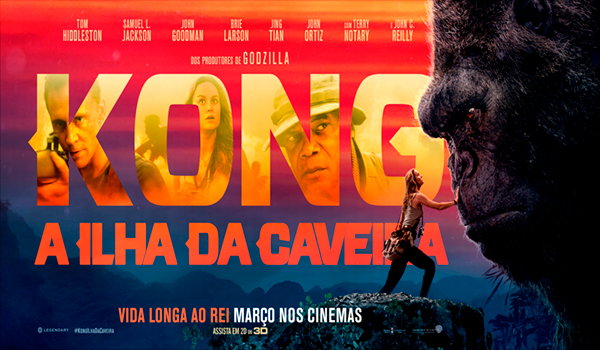 TOM HIDDLESTON SAMUEL L. JACKSON JOHN GOODMAN BRIE LARSON JING TIAN JOHN ORTIZ COM TERRY NOTARY E JOHN C. REILLY
DOS PRODUTORES DE GODZILLA
KONG
A ILHA DA CAVEIRA
VIDA LONGA AO REI MARÇO NOS CINEMAS
ASSISTA EM 2D OU 3D
LEGENDARY #KONGILHADACAVEIRA